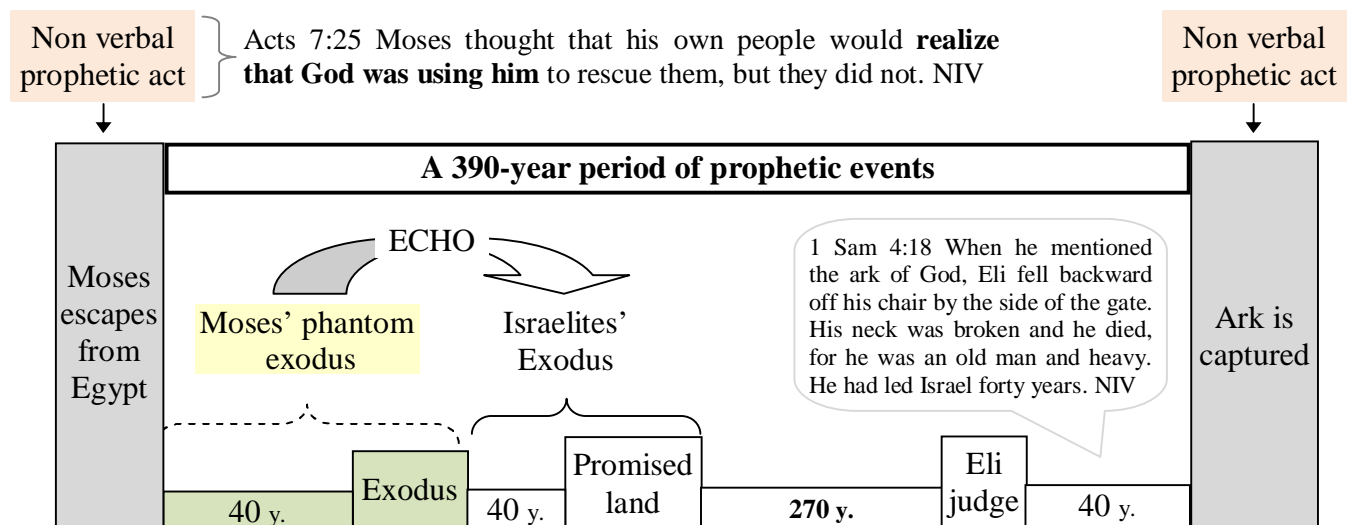 Non verbal
prophetic act
Acts 7:25 Moses thought that his own people would realize
that God was using him to rescue them, but they did not. NIV
Non verbal
prophetic act
A 390-year period of prophetic events
Moses
escapes
from
Egypt
ECHO
Moses’ phantom
exodus
Israelites’
Exodus
1 Sam 4:18 When he mentioned
the ark of God, Eli fell backward
off his chair by the side of the gate.
His neck was broken and he died,
for he was an old man and heavy.
He had led Israel forty years. NIV
Ark is
captured
40 y.
Exodus
40 y.
Promised
land
270 y.
Eli
judge
40 y.